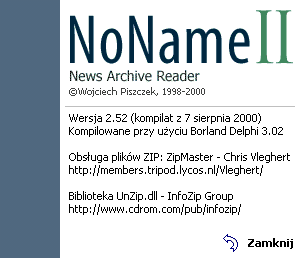 NoName II
News Archive Reader
©Wojciech Piszczek, 1998-2000
Wersja 2.52 (kompilat z 7 sierpnia 2000)
Kompilowane przy użyciu Borland Delphi 3.02
Obsługa plików ZIP: ZipMaster - Chris Vleghert
http://members.tripod.lycos.nl/Vleghert/
Biblioteka UnZip.dll - InfoZip Group
http://www.cdrom.com/pub/infozip/
Zamknij